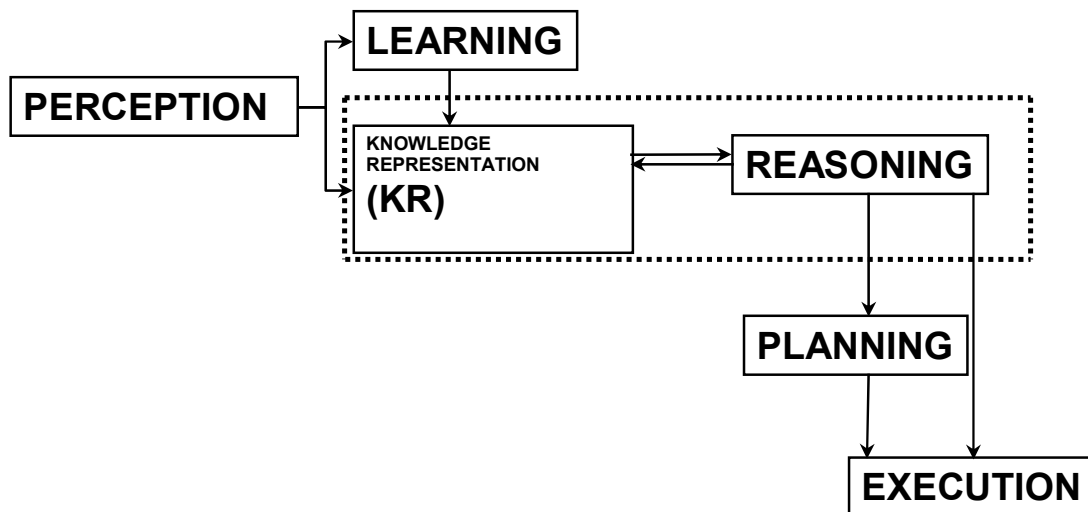 LEARNING
PERCEPTION
KNOWLEDGE
REPRESENTATION
(KR)
REASONING
PLANNING
EXECUTION